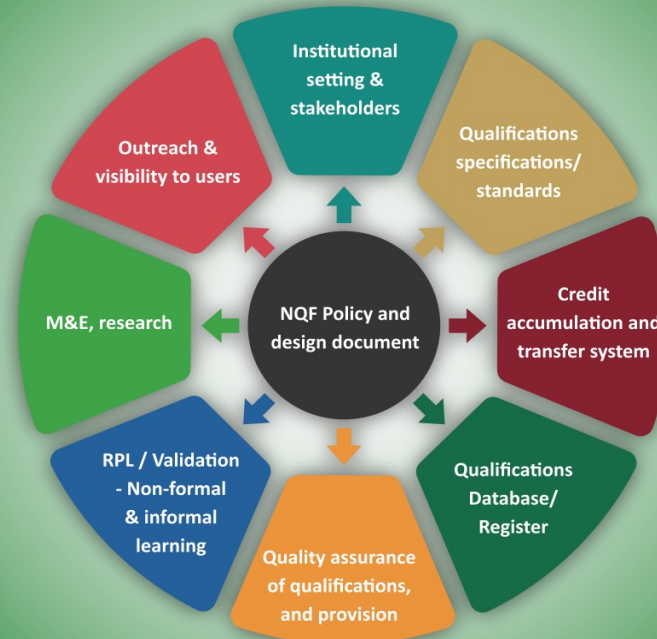 Institutional
setting &
stakeholders
Qualifications
specifications/
standards
Credit
accumulation and
transfer system
Qualifications
Database/
Register
Quality assurance
of qualifications,
and provision
RPL / Validation
- Non-formal
& informal
learning
M&E, research
Outreach &
visibility to users
NQF Policy and
design document